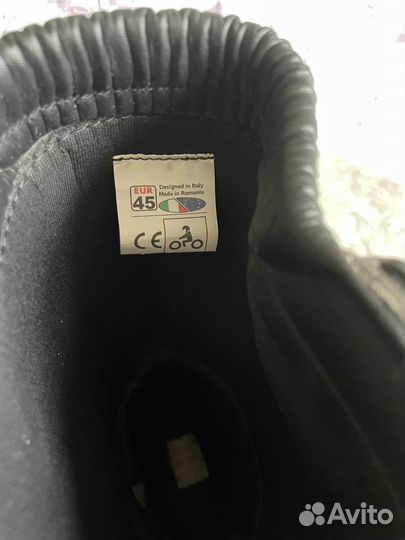 EUR
45
Designed in Italy
Made in Romania
CE
Avito